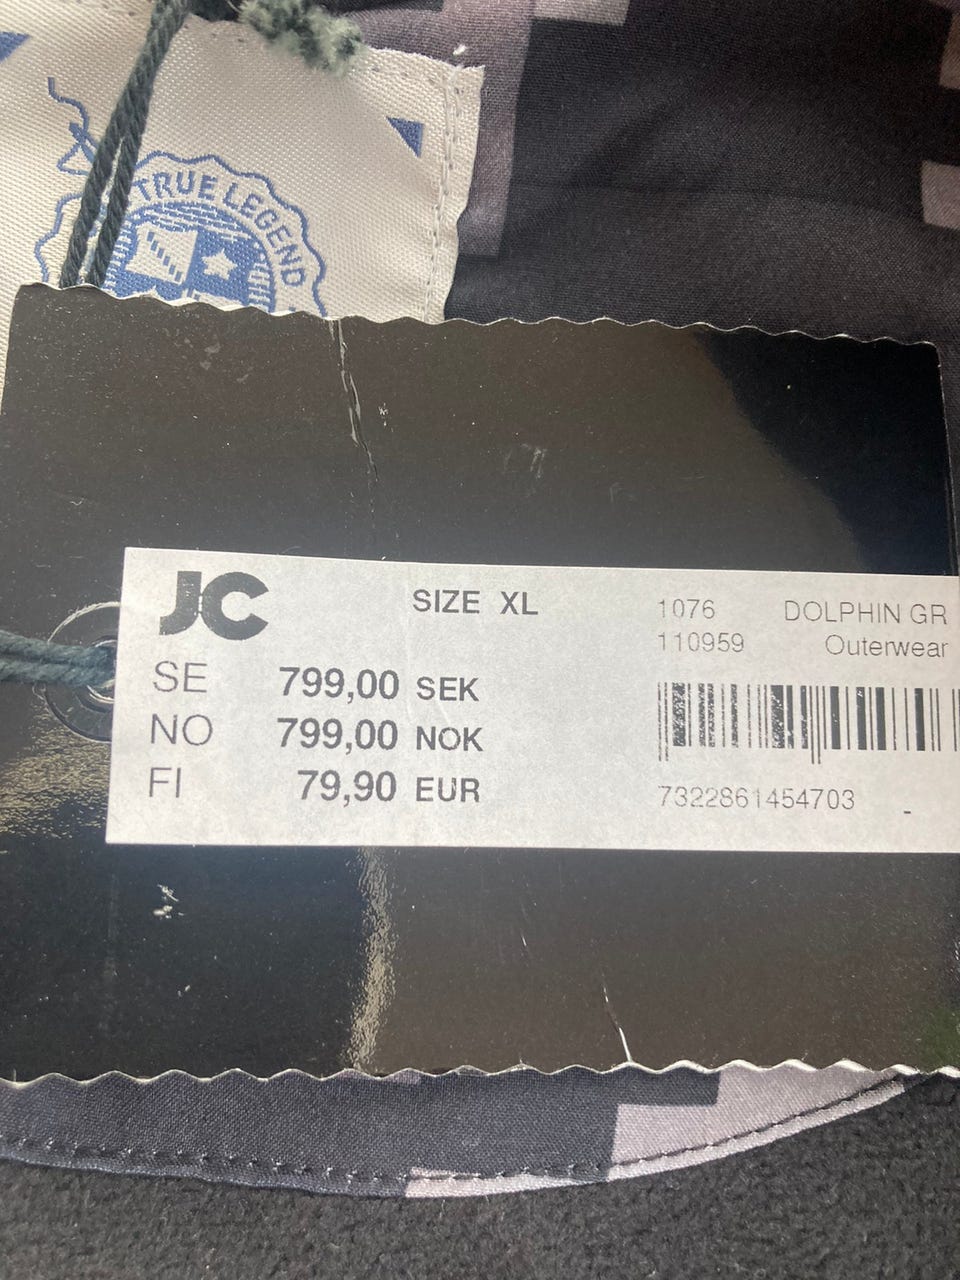 TRUE LEGEND
JC
SIZE XL
1076 DOLPHIN GR
110959 Outerwear
SE 799,00 SEK
NO 799,00 NOK
FI 79,90 EUR
7322861454703 -